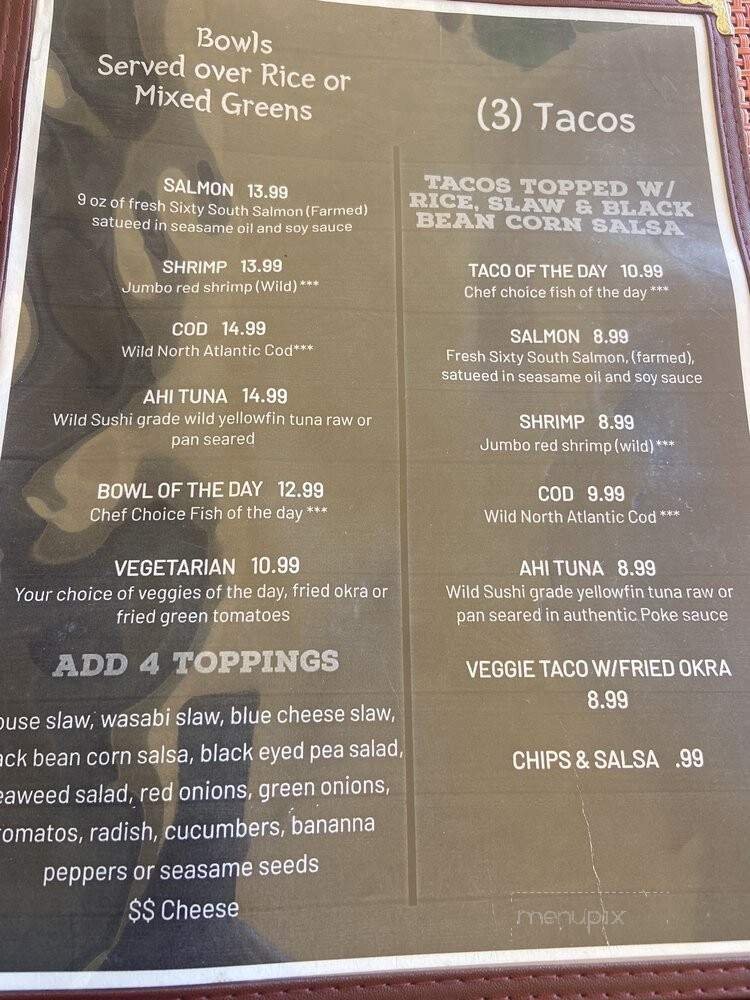 Bowls
Served over Rice or
Mixed Greens
SALMON 13.99
9 oz of fresh Sixty South Salmon (Farmed)
satueed in seasame oil and soy sauce
SHRIMP 13.99
Jumbo red shrimp (Wild) ***
COD 14.99
Wild North Atlantic Cod***
AHI TUNA 14.99
Wild Sushi grade wild yellowfin tuna raw or
pan seared
BOWL OF THE DAY 12.99
Chef Choice Fish of the day ***
VEGETARIAN 10.99
Your choice of veggies of the day, fried okra or
fried green tomatoes
ADD 4 TOPPINGS
ouse slaw, wasabi slaw, blue cheese slaw,
ack bean corn salsa, black eyed pea salad,
eaweed salad, red onions, green onions,
omatos, radish, cucumbers, bananna
peppers or seasame seeds
$$ Cheese
(3) Tacos
TACOS TOPPED W/
RICE, SLAW & BLACK
BEAN CORN SALSA
TACO OF THE DAY 10.99
Chef choice fish of the day ***
SALMON 8.99
Fresh Sixty South Salmon, (farmed),
satueed in seasame oil and soy sauce
SHRIMP 8.99
Jumbo red shrimp (wild) ***
COD 9.99
Wild North Atlantic Cod ***
AHI TUNA 8.99
Wild Sushi grade yellowfin tuna raw or
pan seared in authentic Poke sauce
VEGGIE TACO W/FRIED OKRA
8.99
CHIPS & SALSA .99
menupix